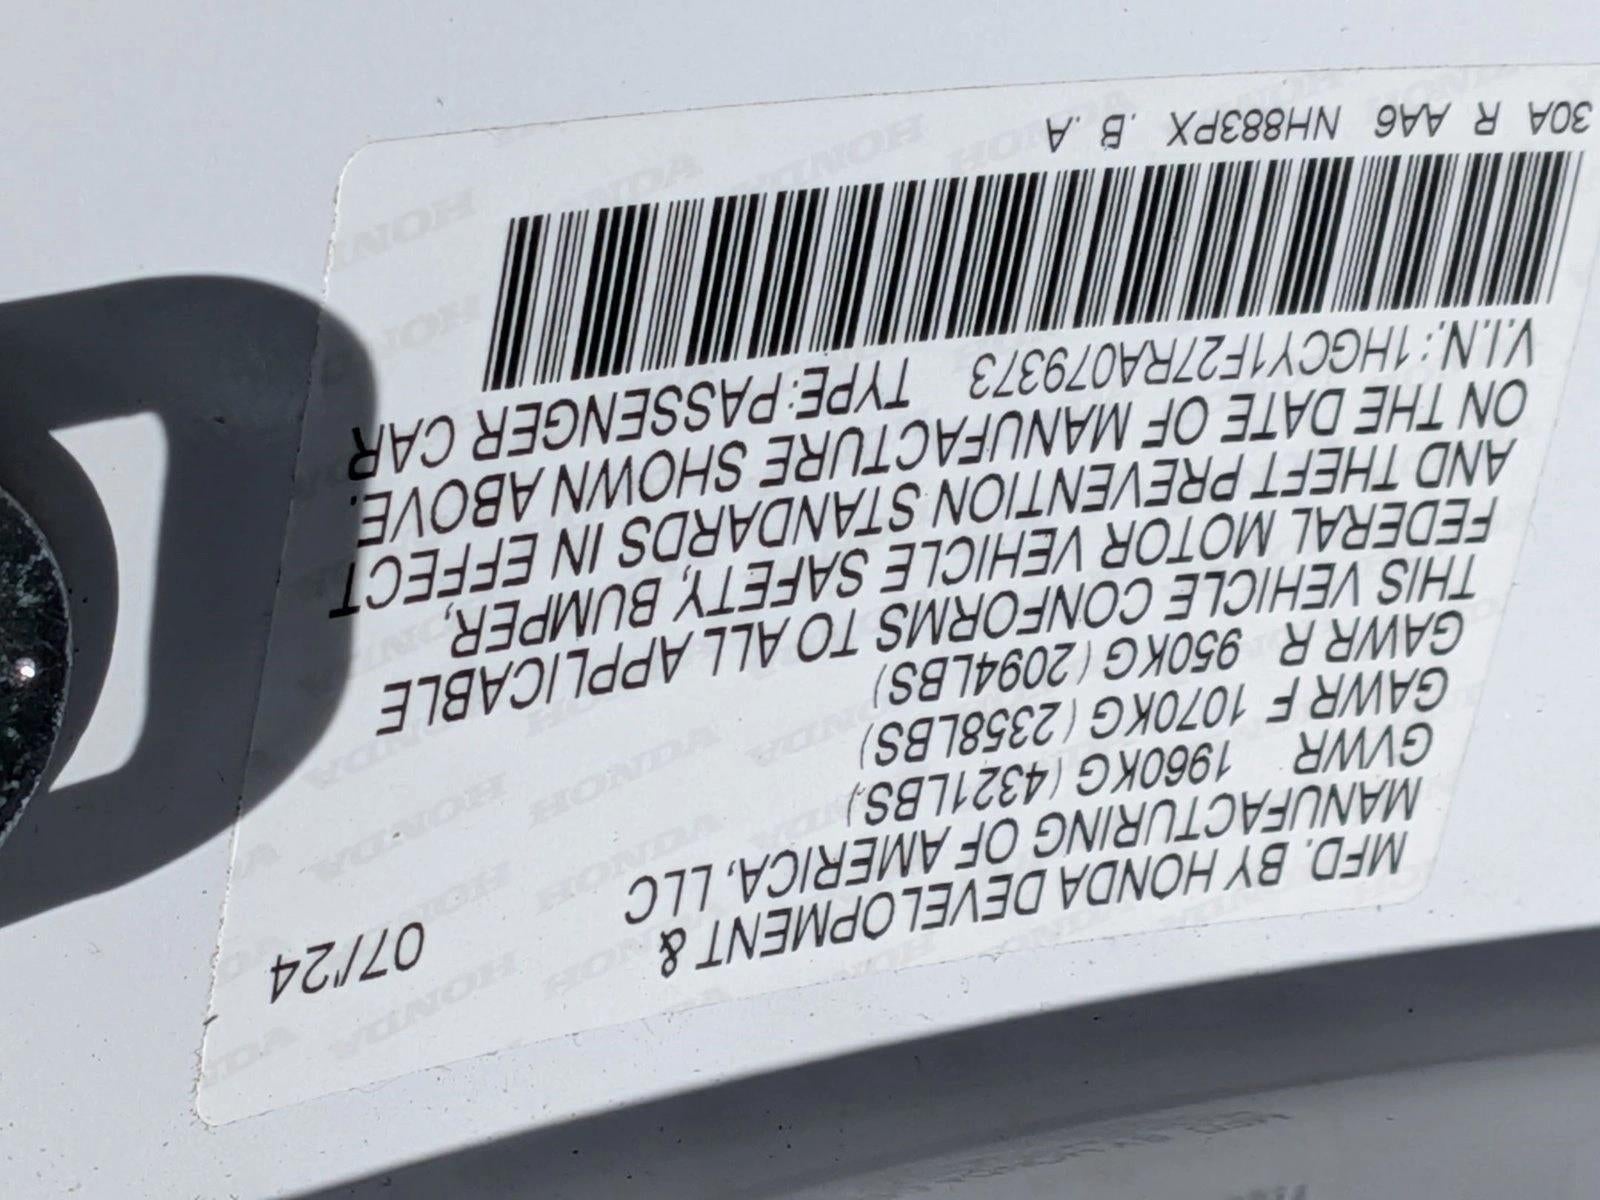 MFD. BY HONDA DEVELOPMENT & 07/'24
MANUFACTURING OF AMERICA, LLC
GVWR 1960KG (4321LBS)
GAWR F 1070KG (2358LBS)
GAWR R 950KG (2094LBS)
THIS VEHICLE CONFORMS TO ALL APPLICABLE
FEDERAL MOTOR VEHICLE SAFETY, BUMPER,
AND THEFT PREVENTION STANDARDS IN EFFECT
ON THE DATE OF MANUFACTURE SHOWN ABOVE.
V.I.N.: 1HGCY1F27RA079373 TYPE: PASSENGER CAR
30A R AA6 NH883PX .B .A